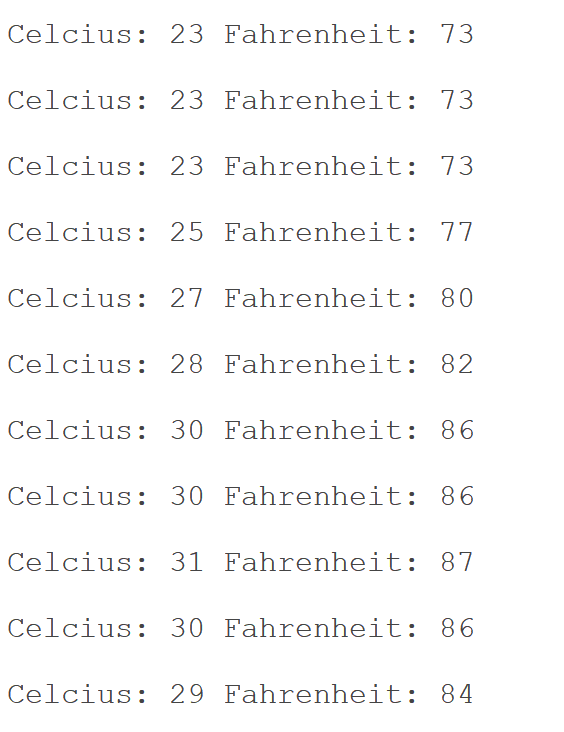 Celcius: 23 Fahrenheit: 73
Celcius: 23 Fahrenheit: 73
Celcius: 23 Fahrenheit: 73
Celcius: 25 Fahrenheit: 77
Celcius: 27 Fahrenheit: 80
Celcius: 28 Fahrenheit: 82
Celcius: 30 Fahrenheit: 86
Celcius: 30 Fahrenheit: 86
Celcius: 31 Fahrenheit: 87
Celcius: 30 Fahrenheit: 86
Celcius: 29 Fahrenheit: 84